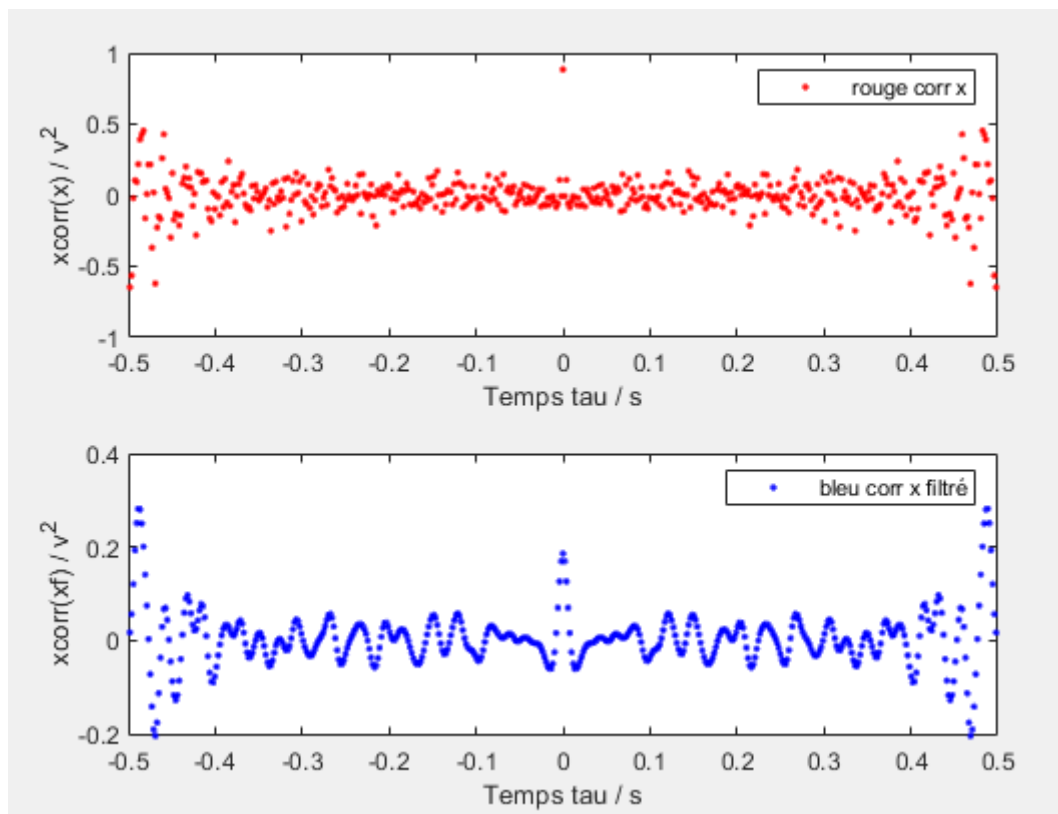 1
0.5
0
-0.5
-1
xcorr(x) / v²
rouge corr x
-0.5 -0.4 -0.3 -0.2 -0.1 0 0.1 0.2 0.3 0.4 0.5
Temps tau / s
0.4
0.2
0
-0.2
xcorr(xf) / v²
bleu corr x filtré
-0.5 -0.4 -0.3 -0.2 -0.1 0 0.1 0.2 0.3 0.4 0.5
Temps tau / s